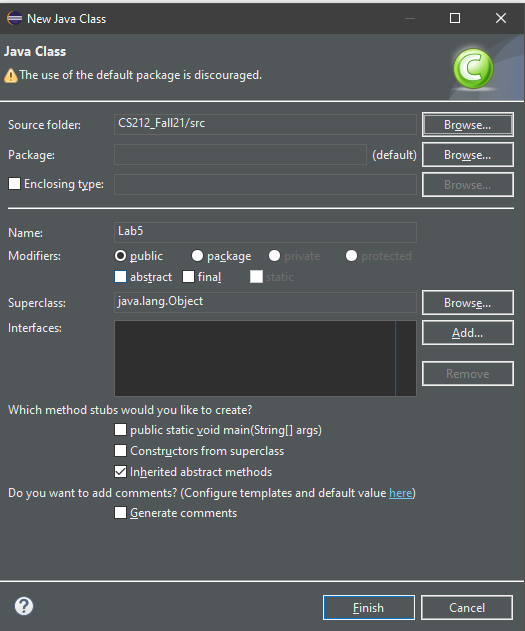 New Java Class
Java Class
The use of the default package is discouraged.
Source folder: CS212_Fall21/src Browse...
Package: (default) Browse...
Enclosing type: Browse...
Name: Lab5
Modifiers: public package private protected
abstract final static
Superclass: java.lang.Object Browse...
Interfaces: Add...
Remove
Which method stubs would you like to create?
public static void main(String[] args)
Constructors from superclass
Inherited abstract methods
Do you want to add comments? (Configure templates and default value here)
Generate comments
? Finish Cancel